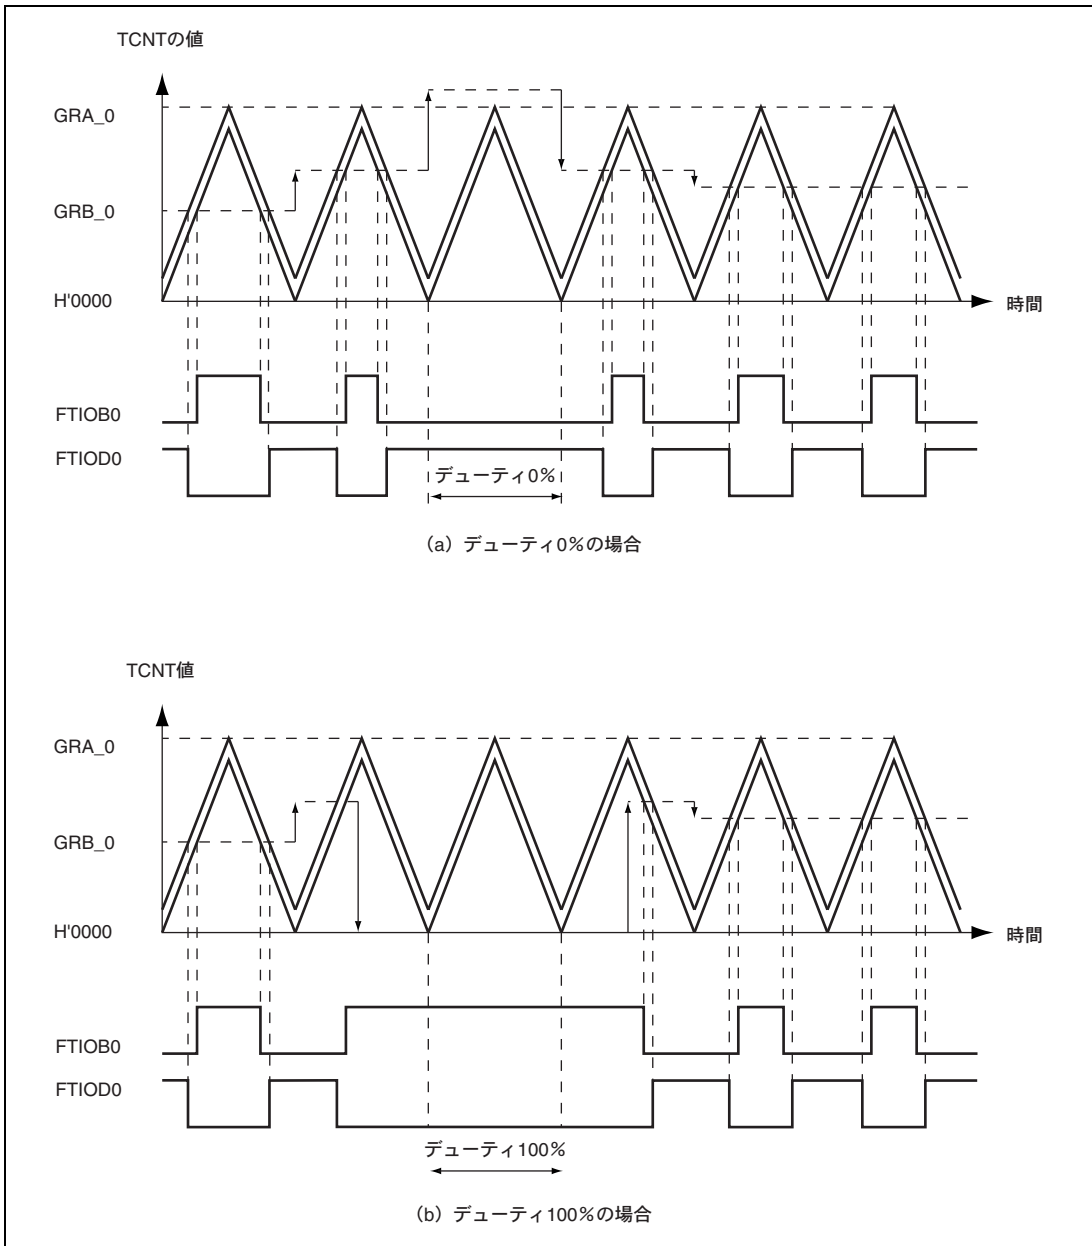 TCNTの値
GRA_0
GRB_0
H'0000
時間
FTIOB0
FTIOD0
デューティ0%
(a) デューティ0%の場合
TCNT値
GRA_0
GRB_0
H'0000
時間
FTIOB0
FTIOD0
デューティ100%
(b) デューティ100%の場合